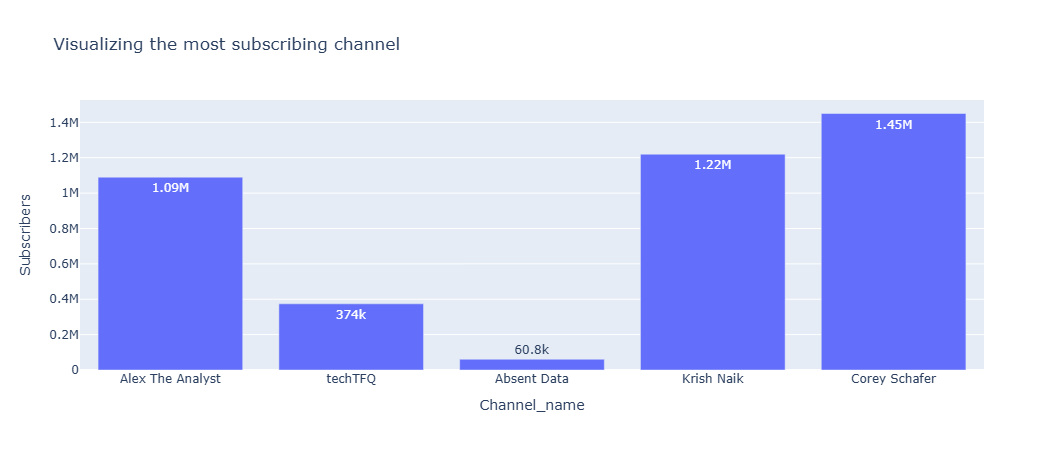 Visualizing the most subscribing channel
Subscribers
1.4M
1.2M
1M
0.8M
0.6M
0.4M
0.2M
0
1.09M
374k
60.8k
1.22M
1.45M
Alex The Analyst
techTFQ
Absent Data
Krish Naik
Corey Schafer
Channel_name